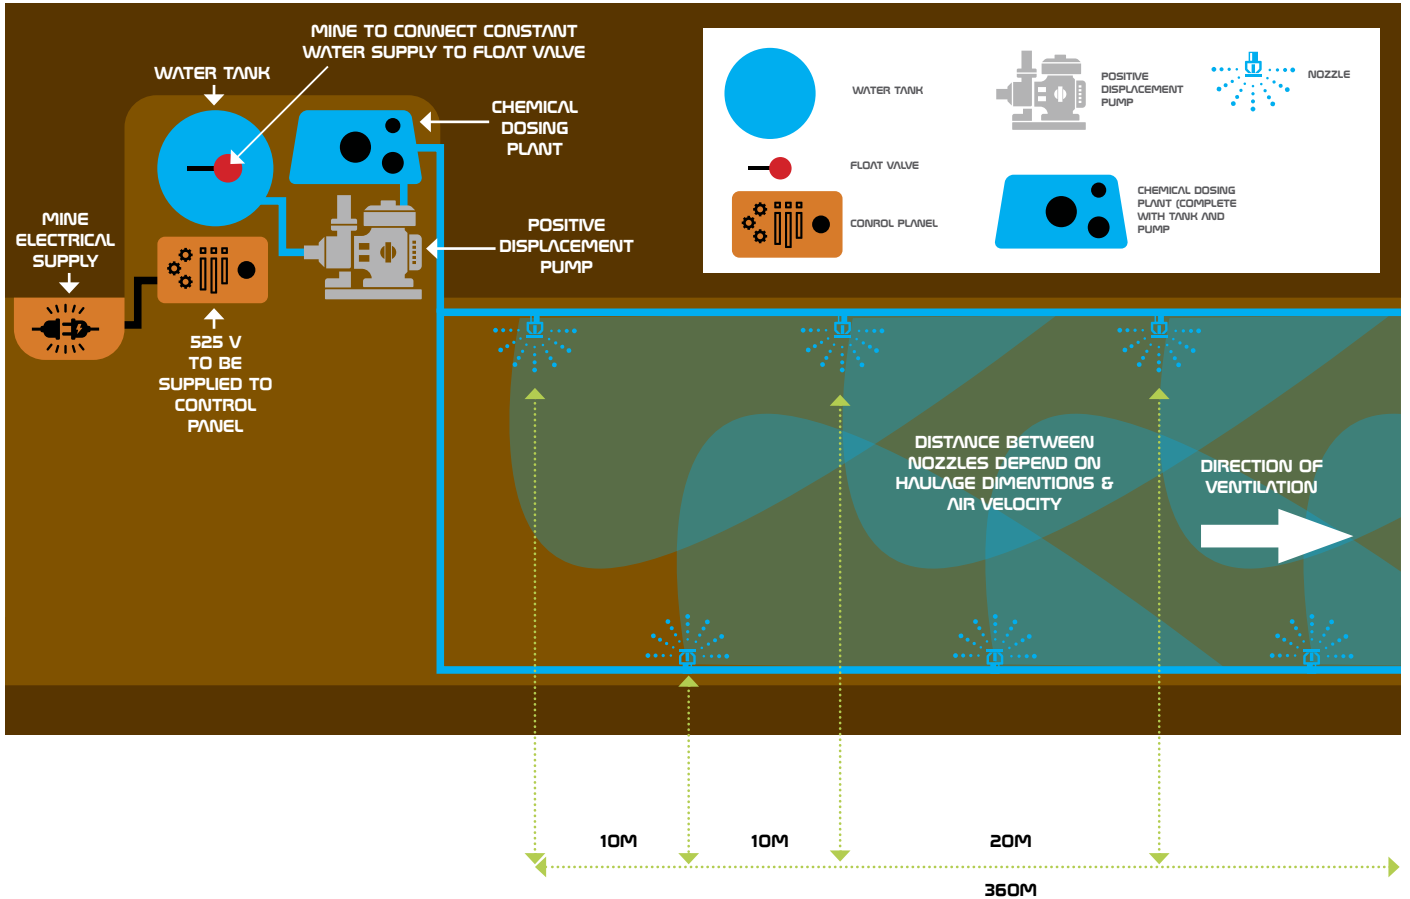 MINE TO CONNECT CONSTANT
WATER SUPPLY TO FLOAT VALVE
WATER TANK
CHEMICAL
DOSING
PLANT
MINE
ELECTRICAL
SUPPLY
POSITIVE
DISPLACEMENT
PUMP
525 V
TO BE
SUPPLIED TO
CONTROL
PANEL
WATER TANK
POSITIVE
DISPLACEMENT
PUMP
NOZZLE
FLOAT VALVE
CONROL PLANEL
CHEMICAL DOSING
PLANT (COMPLETE
WITH TANK AND
PUMP
DISTANCE BETWEEN
NOZZLES DEPEND ON
HAULAGE DIMENTIONS &
AIR VELOCITY
DIRECTION OF
VENTILATION
10M
10M
20M
360M